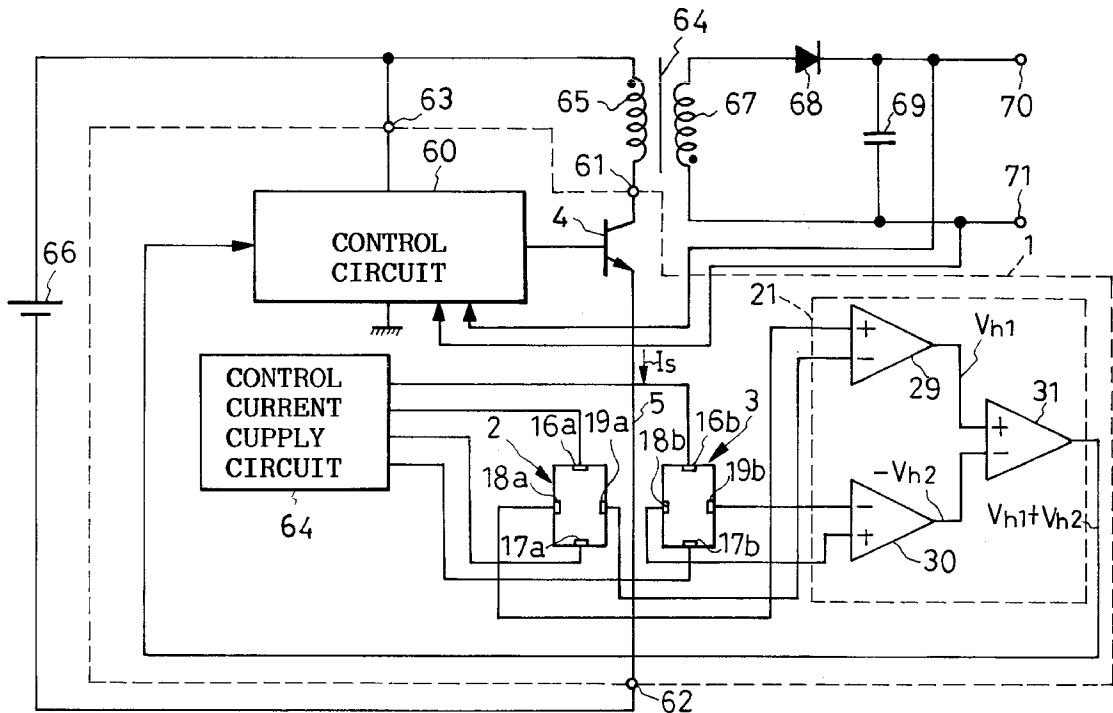 64
65
67
68
69
70
63
60
61
4
71
1
CONTROL
CIRCUIT
66
21
Vh1
29
Is
31
CONTROL
CURRENT
CUPPLY
CIRCUIT
5
3
2
16a
19a
18b
16b
18a
19b
-Vh2
Vh1+Vh2
64
17a
17b
30
62
+
−
−
+
+
−